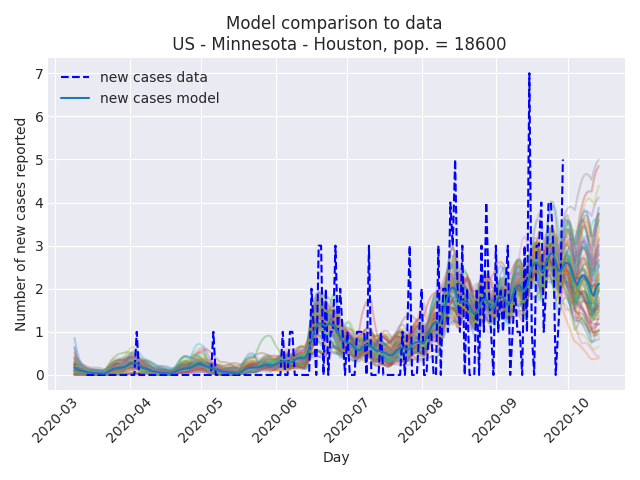 Model comparison to data
US - Minnesota - Houston, pop. = 18600
new cases data
new cases model
Number of new cases reported
7
6
5
4
3
2
1
0
2020-03
2020-04
2020-05
2020-06
2020-07
2020-08
2020-09
2020-10
Day